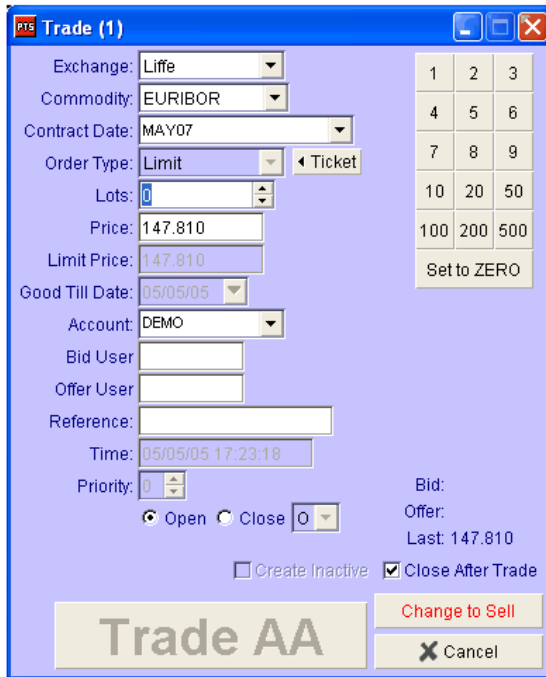 PTS Trade (1)
Exchange: Liffe
Commodity: EURIBOR
Contract Date: MAY07
Order Type: Limit Ticket
Lots: 0
Price: 147.810
Limit Price: 147.810
Good Till Date: 05/05/05
Account: DEMO
Bid User
Offer User
Reference:
Time: 05/05/05 17:23:18
Priority: 0
Open Close O
1 2 3
4 5 6
7 8 9
10 20 50
100 200 500
Set to ZERO
Bid:
Offer:
Last: 147.810
Create Inactive Close After Trade
Trade AA
Change to Sell
Cancel